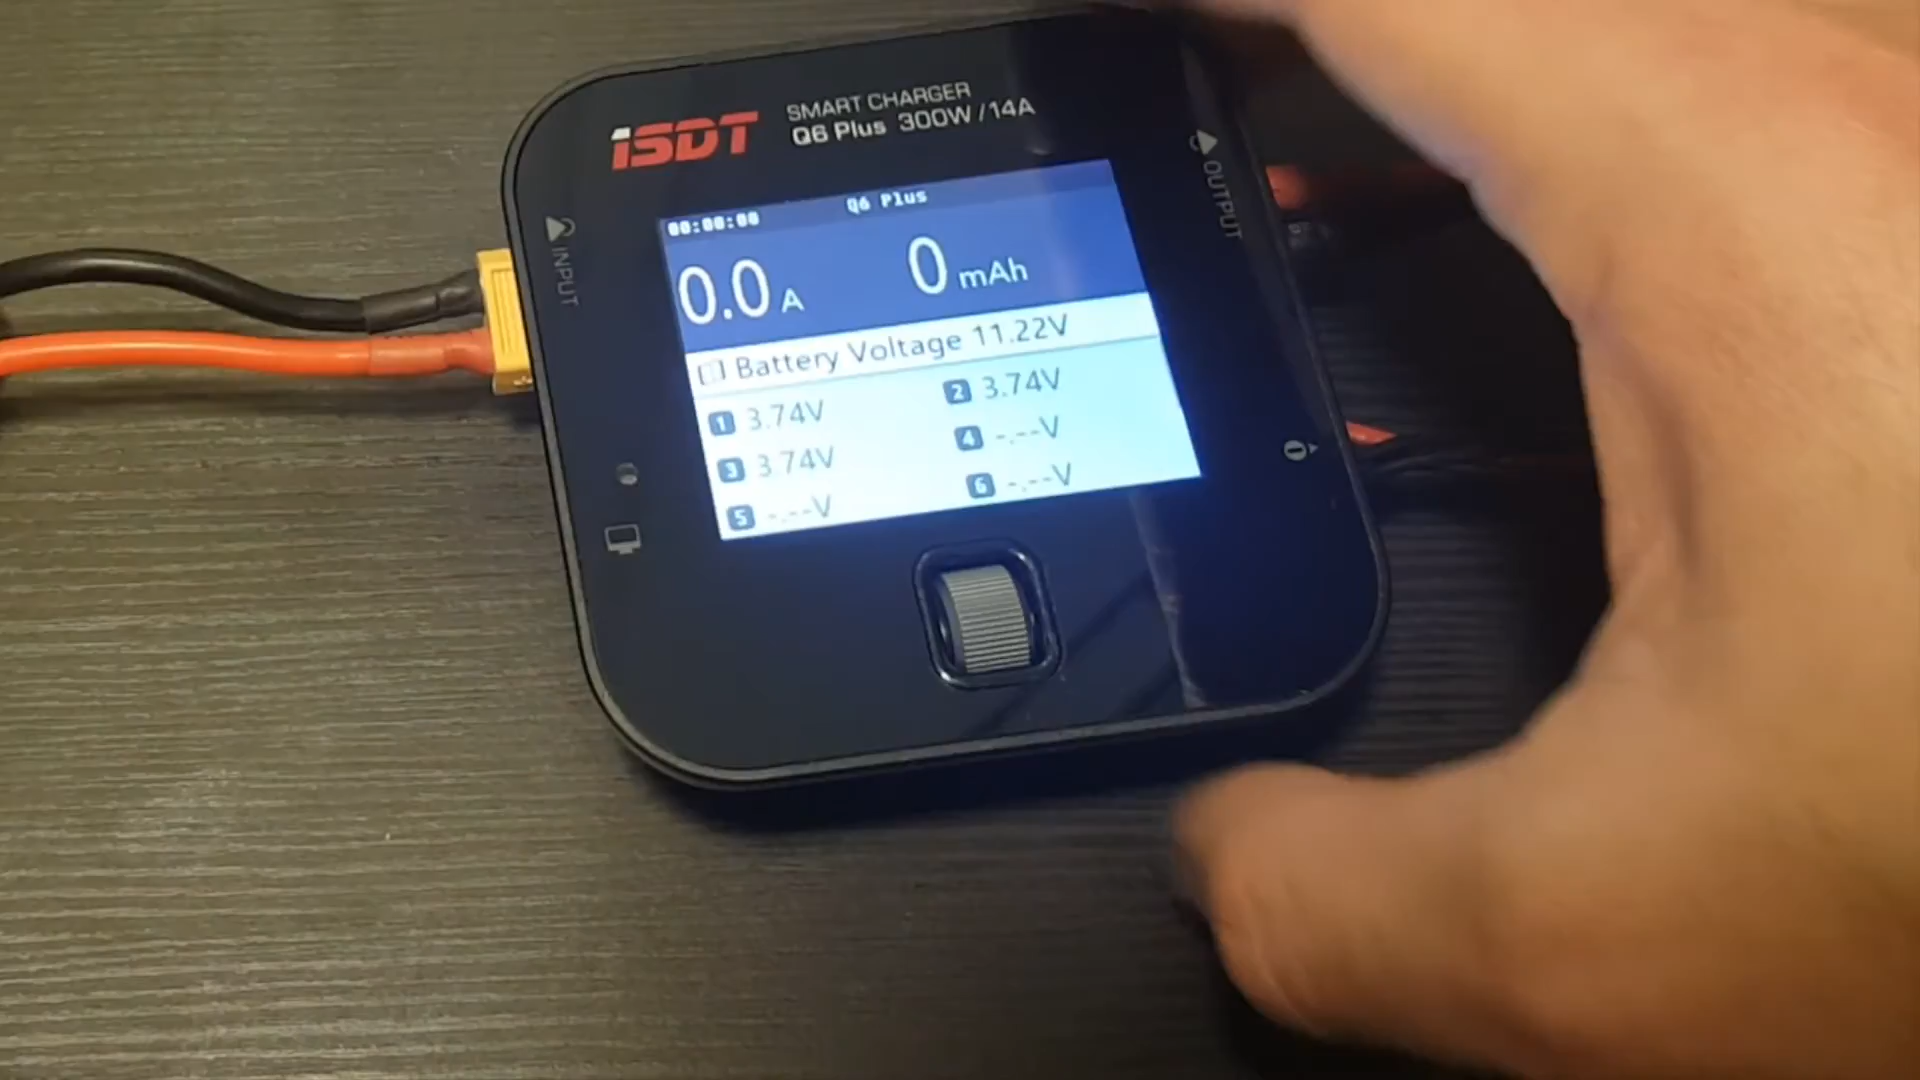 iSDT
SMART CHARGER
Q6 Plus 300W/14A
INPUT
OUTPUT
00:00:00 Q6 Plus
0.0 A 0 mAh
Battery Voltage 11.22V
1 3.74V 2 3.74V
3 3.74V 4 -.--V
5 -.--V 6 -.--V